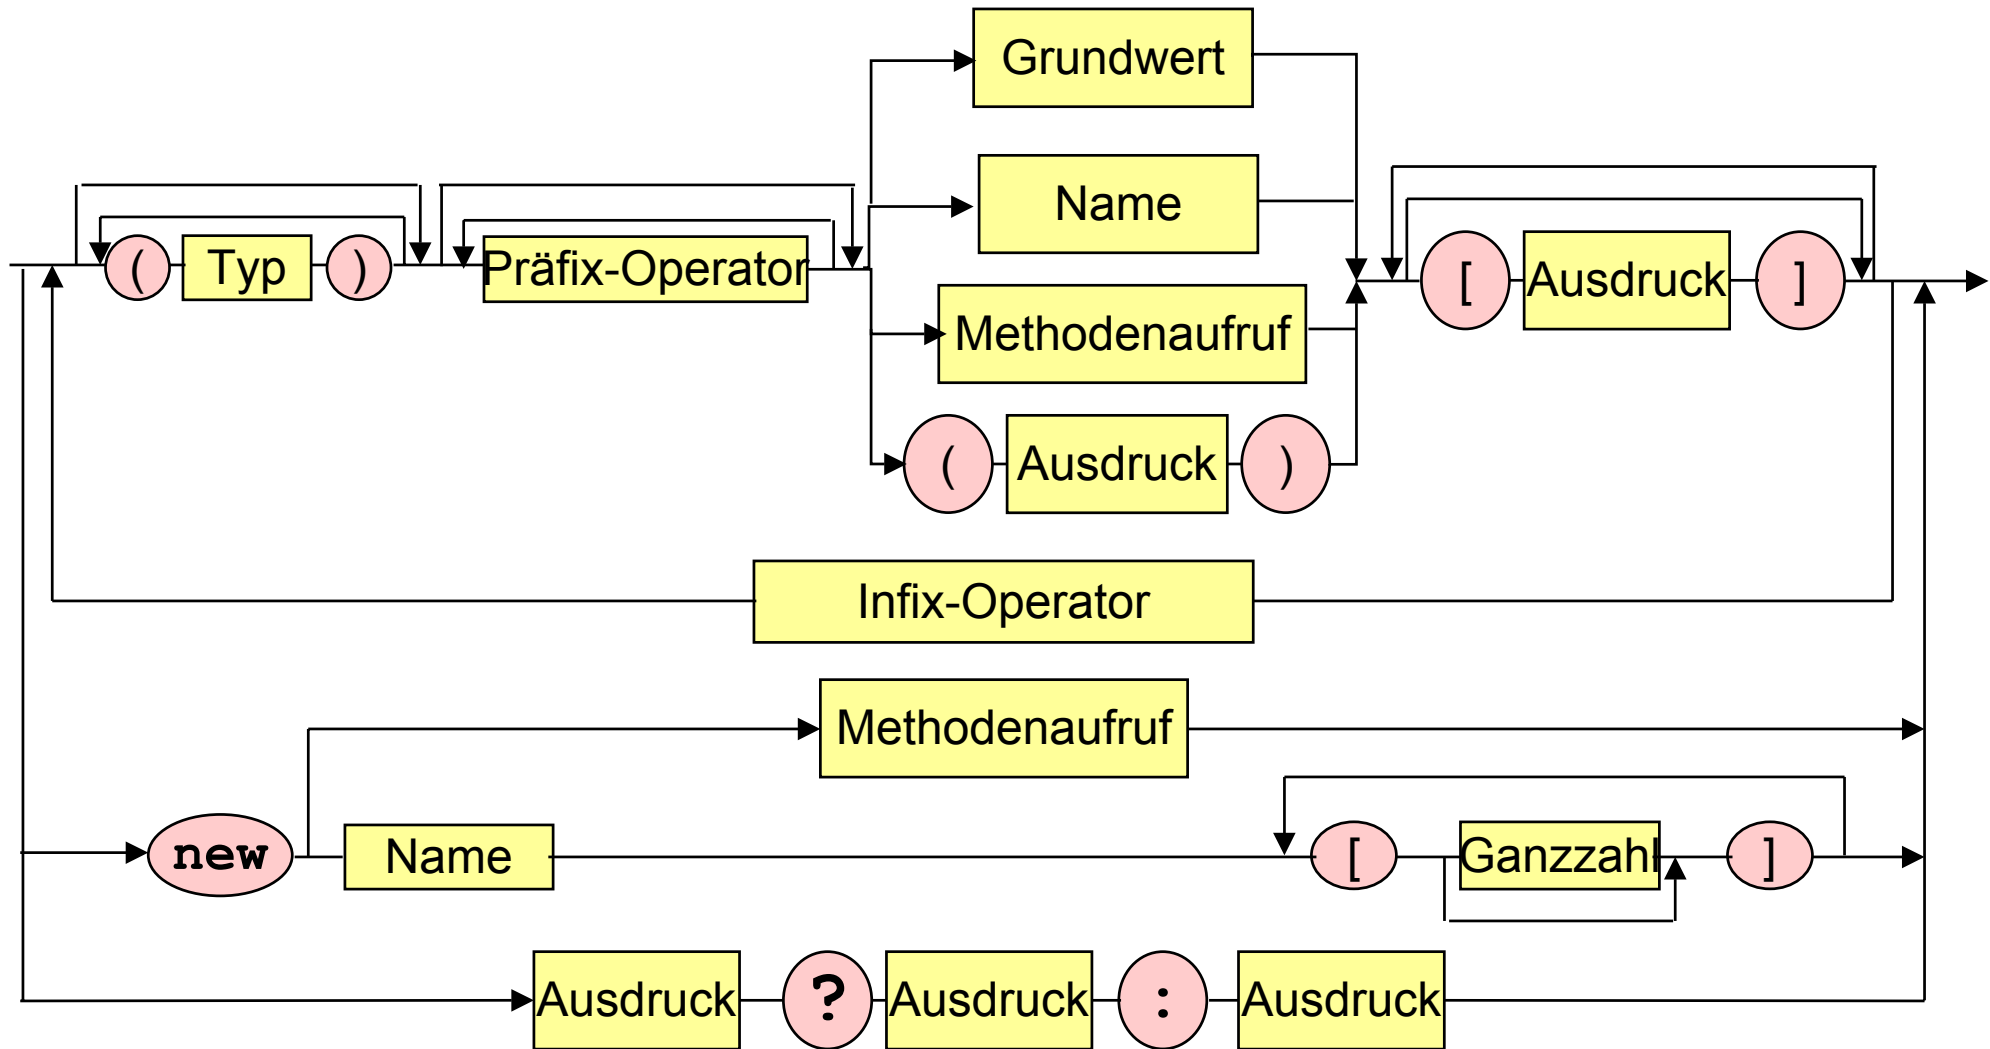 Grundwert
Name
( Typ ) Präfix-Operator [ Ausdruck ]
Methodenaufruf
( Ausdruck )
Infix-Operator
Methodenaufruf
new Name [ Ganzzahl ]
Ausdruck ? Ausdruck : Ausdruck